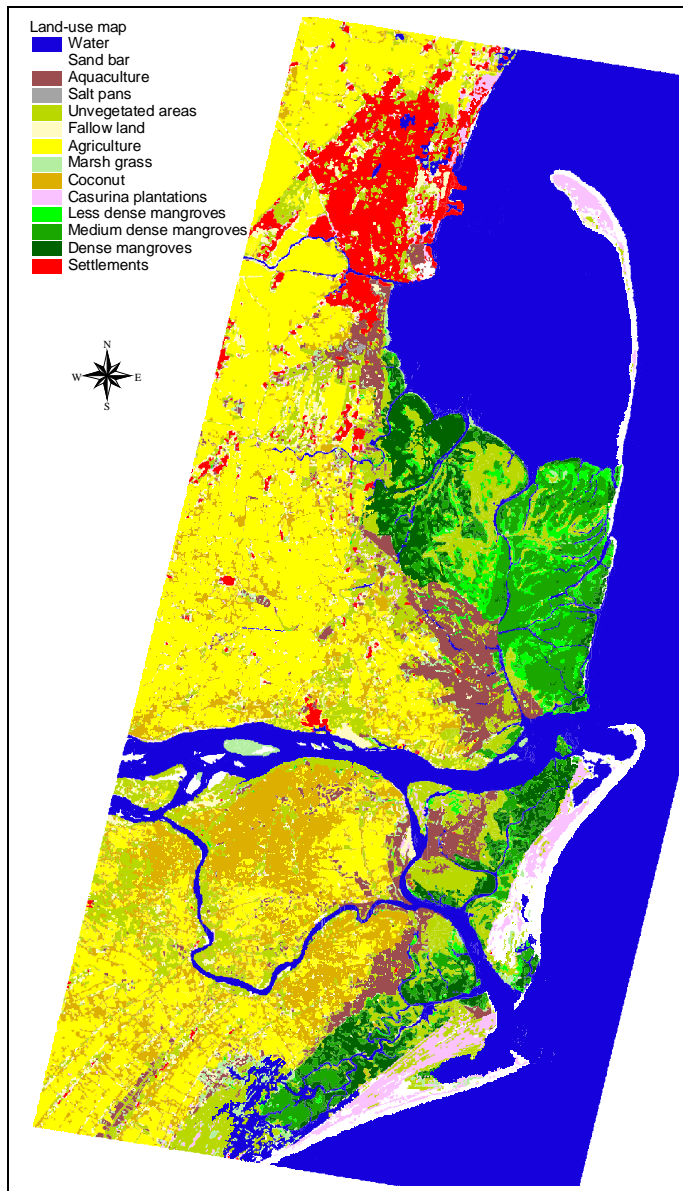 Land-use map
Water
Sand bar
Aquaculture
Salt pans
Unvegetated areas
Fallow land
Agriculture
Marsh grass
Coconut
Casurina plantations
Less dense mangroves
Medium dense mangroves
Dense mangroves
Settlements
N
W E
S